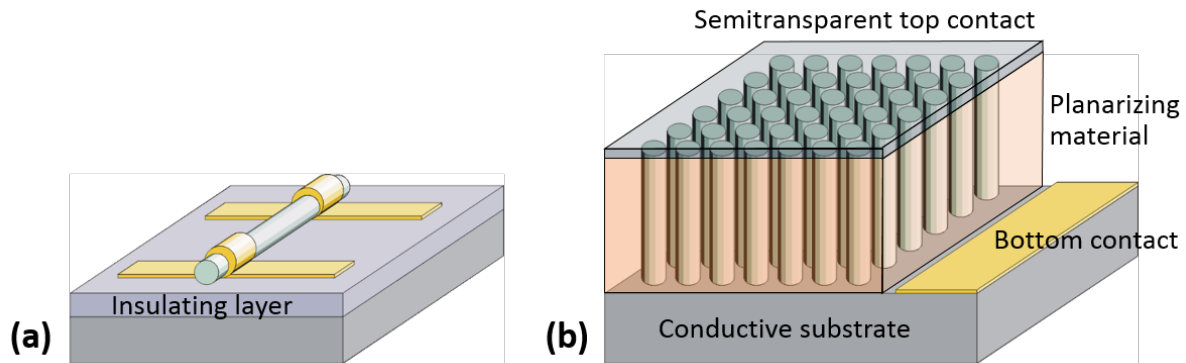 Semitransparent top contact
Planarizing
material
Bottom contact
Insulating layer
(a)
(b)
Conductive substrate